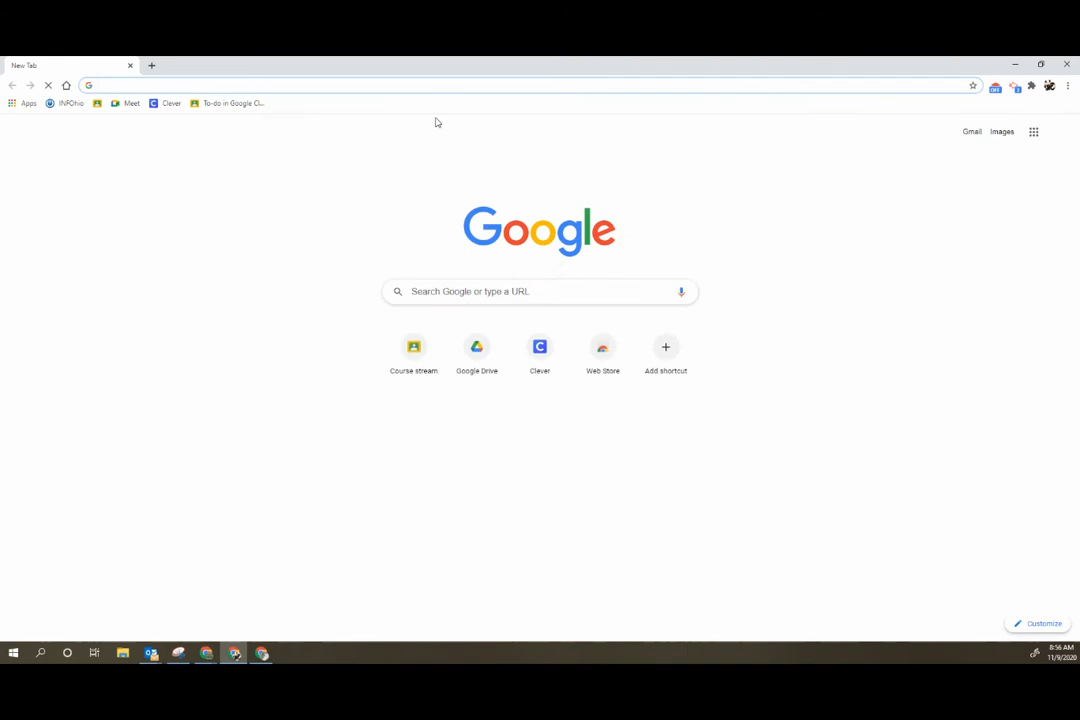 New Tab
Apps INFOhio Meet Clever To-do in Google Cl...
Gmail Images
Google
Search Google or type a URL
Course stream Google Drive Clever Web Store Add shortcut
Customize
8:56 AM
11/9/2020